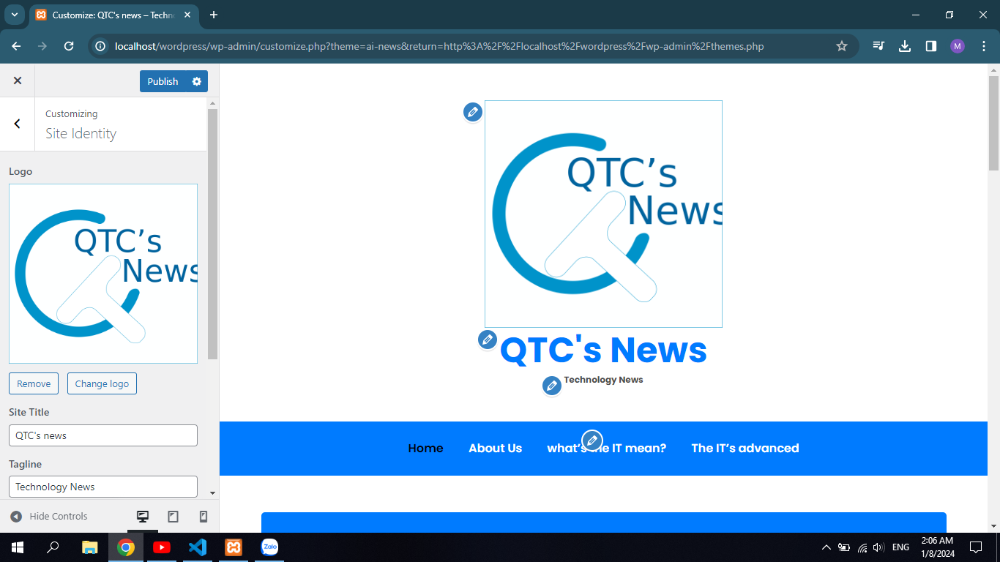 Customize: QTC's news – Techno
localhost/wordpress/wp-admin/customize.php?theme=ai-news&return=http%3A%2F%2Flocalhost%2Fwordpress%2Fwp-admin%2Fthemes.php
M
Publish
Customizing
Site Identity
Logo
QTC’s
News
Remove
Change logo
Site Title
QTC's news
Tagline
Technology News
Hide Controls
QTC’s
News
QTC's News
Technology News
Home
About Us
what’s the IT mean?
The IT’s advanced
Zalo
ENG
2:06 AM
1/8/2024